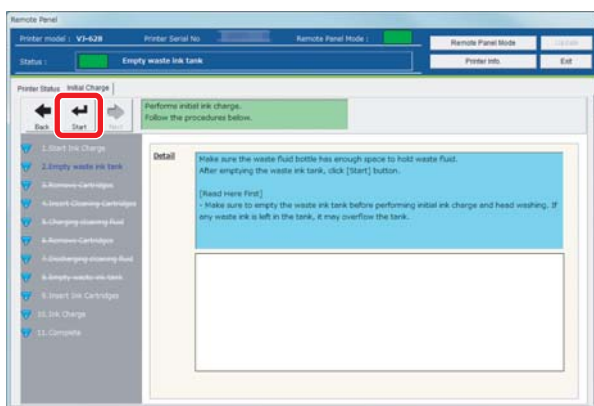 Remote Panel
Printer model : VJ-628
Printer Serial No
Remote Panel Mode :
Remote Panel Mode
Update
Status :
Empty waste ink tank
Printer Info.
Exit
Printer Status
Initial Charge
Back
Start
Next
Performs initial ink charge.
Follow the procedures below.
1.Start Ink Charge
2.Empty waste ink tank
3.Remove Cartridges
4.Insert Cleaning Cartridges
5.Charging cleaning fluid
6.Remove Cartridges
7.Discharging cleaning fluid
8.Empty waste ink tank
9.Insert Ink Cartridges
10.Ink Charge
11.Complete
Detail
Make sure the waste fluid bottle has enough space to hold waste fluid.
After emptying the waste ink tank, click [Start] button.
[Read Here First]
- Make sure to empty the waste ink tank before performing initial ink charge and head washing. If
any waste ink is left in the tank, it may overflow the tank.